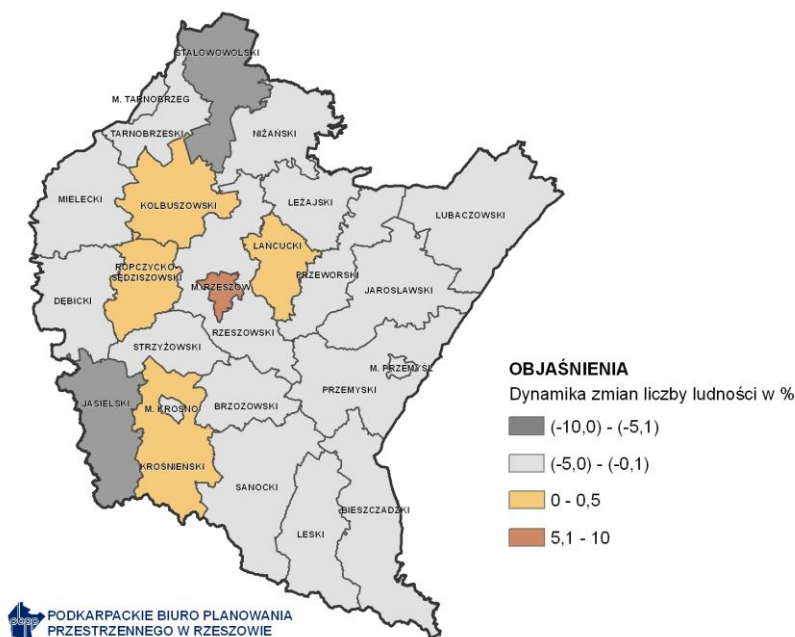 STALOWOWOLSKI
M. TARNOBRZEG
TARNOBRZESKI
NIŻAŃSKI
MIELECKI
KOLBUSZOWSKI
LEŻAJSKI
LUBACZOWSKI
ŁAŃCUCKI
ROPCZYCKO-
SĘDZISZOWSKI
PRZEWORSKI
DĘBICKI
M. RZESZÓW
JAROSŁAWSKI
RZESZOWSKI
STRZYŻOWSKI
M. PRZEMYŚL
PRZEMYSKI
JASIELSKI
M. KROSNO
BRZOZOWSKI
KROŚNIEŃSKI
SANOCKI
BIESZCZADZKI
LESKI
OBJAŚNIENIA
Dynamika zmian liczby ludności w %
(-10,0) - (-5,1)
(-5,0) - (-0,1)
0 - 0,5
5,1 - 10
PODKARPACKIE BIURO PLANOWANIA
PRZESTRZENNEGO W RZESZOWIE